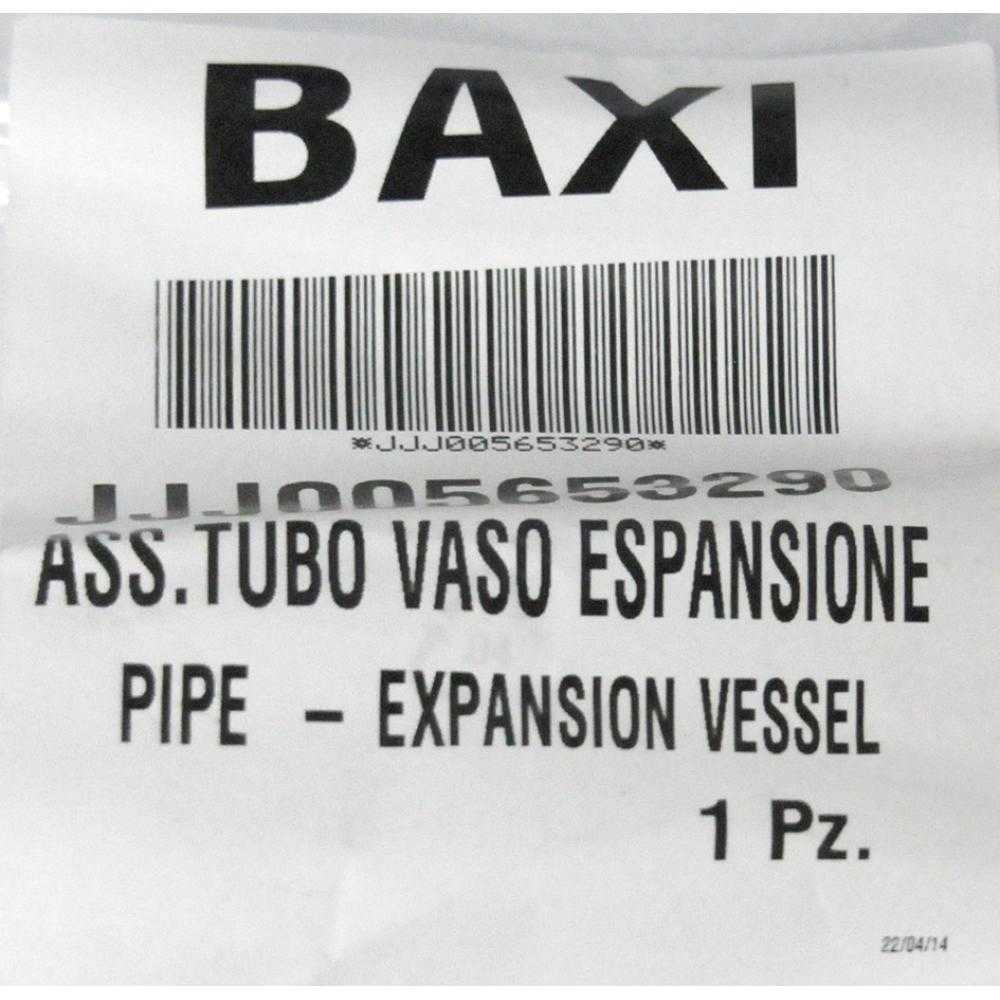 BAXI
*JJJ005653290*
JJJ005653290
ASS.TUBO VASO ESPANSIONE
PIPE - EXPANSION VESSEL
1 Pz.
22/04/14